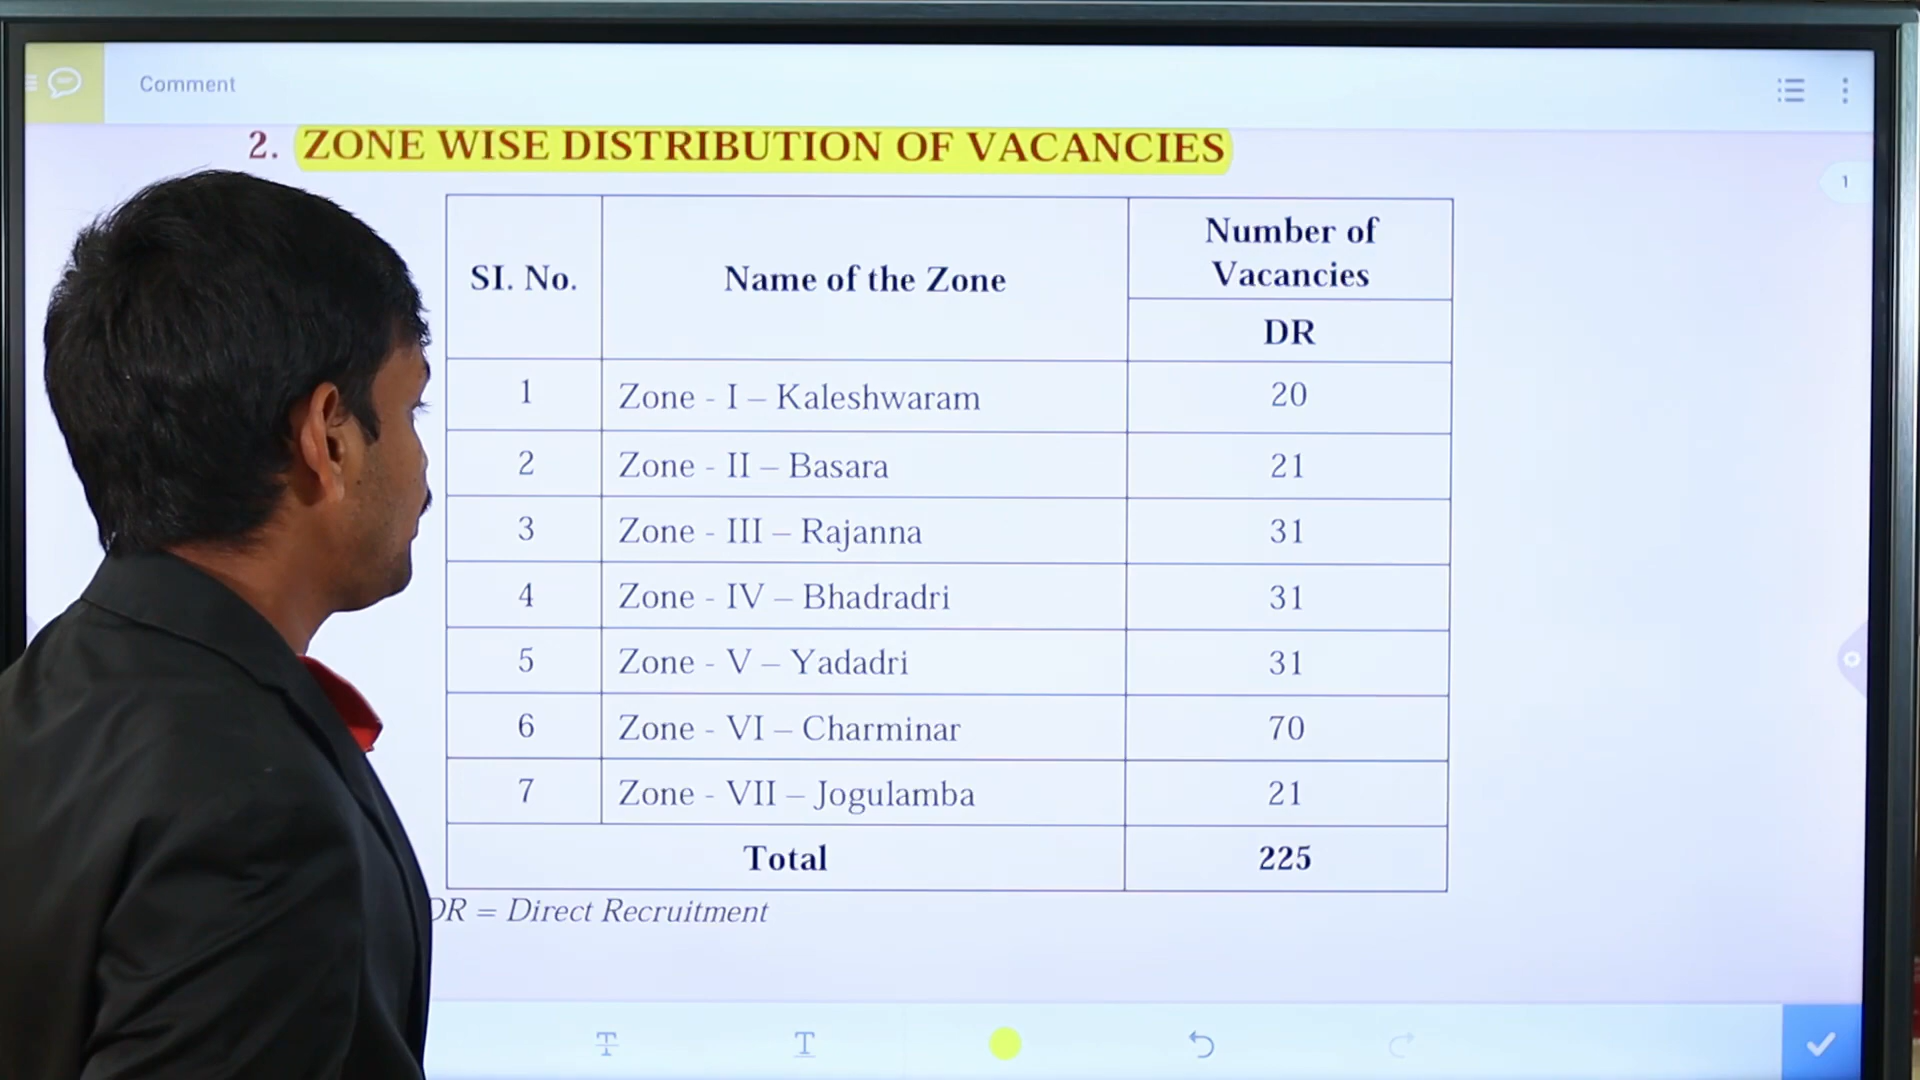 Comment
2. ZONE WISE DISTRIBUTION OF VACANCIES
1
SI. No. Name of the Zone Number of Vacancies
DR
1 Zone - I – Kaleshwaram 20
2 Zone - II – Basara 21
3 Zone - III – Rajanna 31
4 Zone - IV – Bhadradri 31
5 Zone - V – Yadadri 31
6 Zone - VI – Charminar 70
7 Zone - VII – Jogulamba 21
Total 225
DR = Direct Recruitment